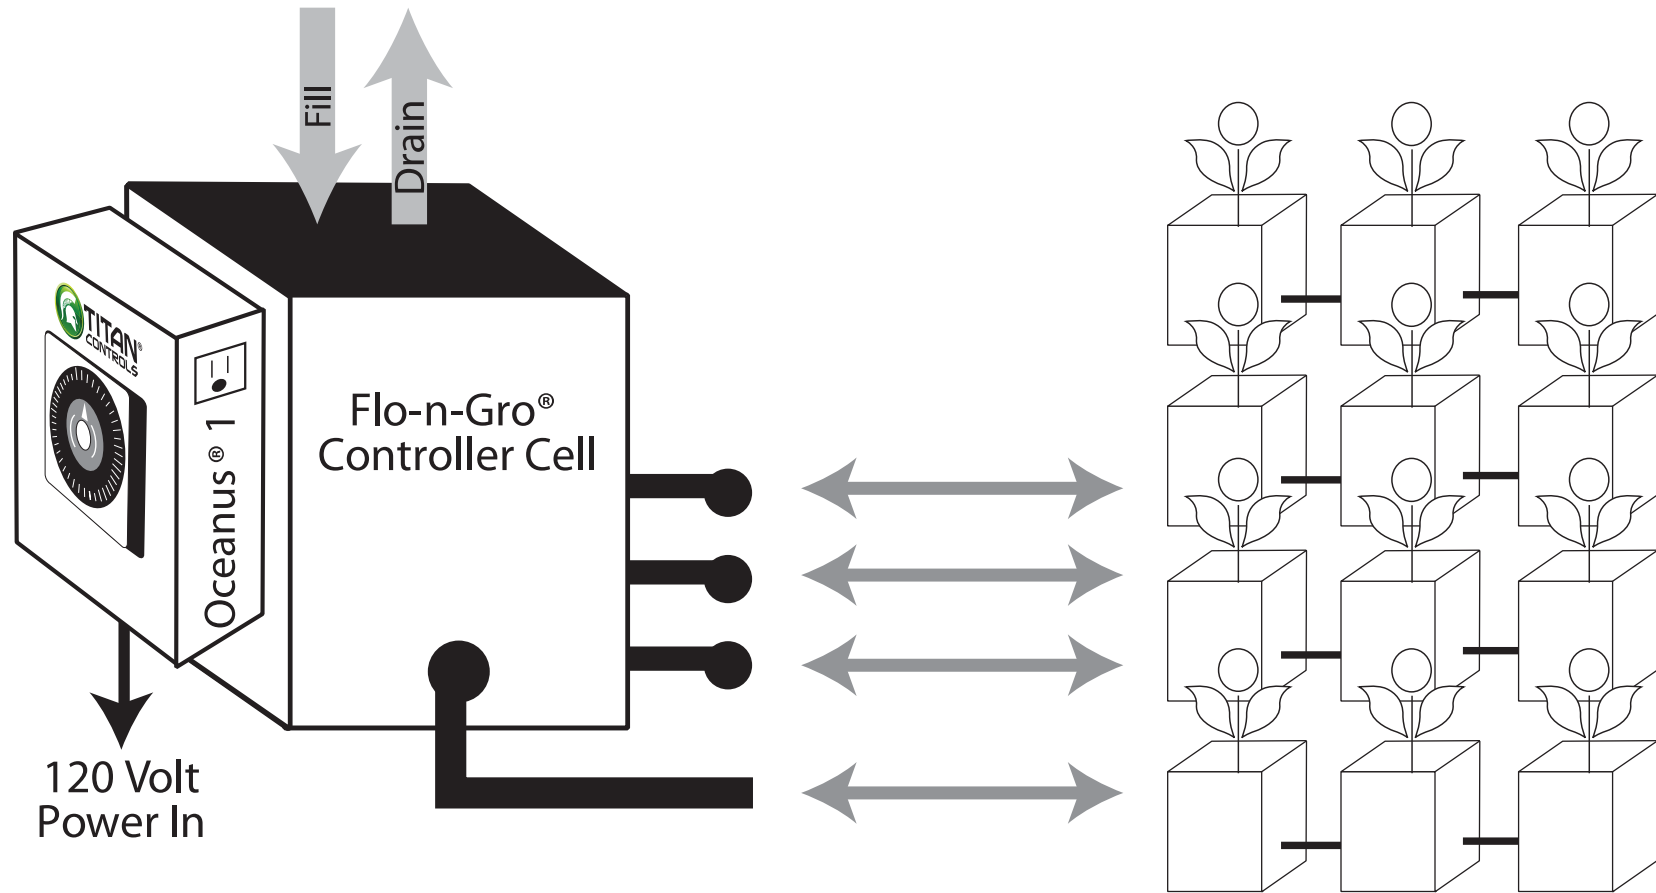 Fill
Drain
TITAN®
CONTROLS
Oceanus® 1
Flo-n-Gro®
Controller Cell
120 Volt
Power In